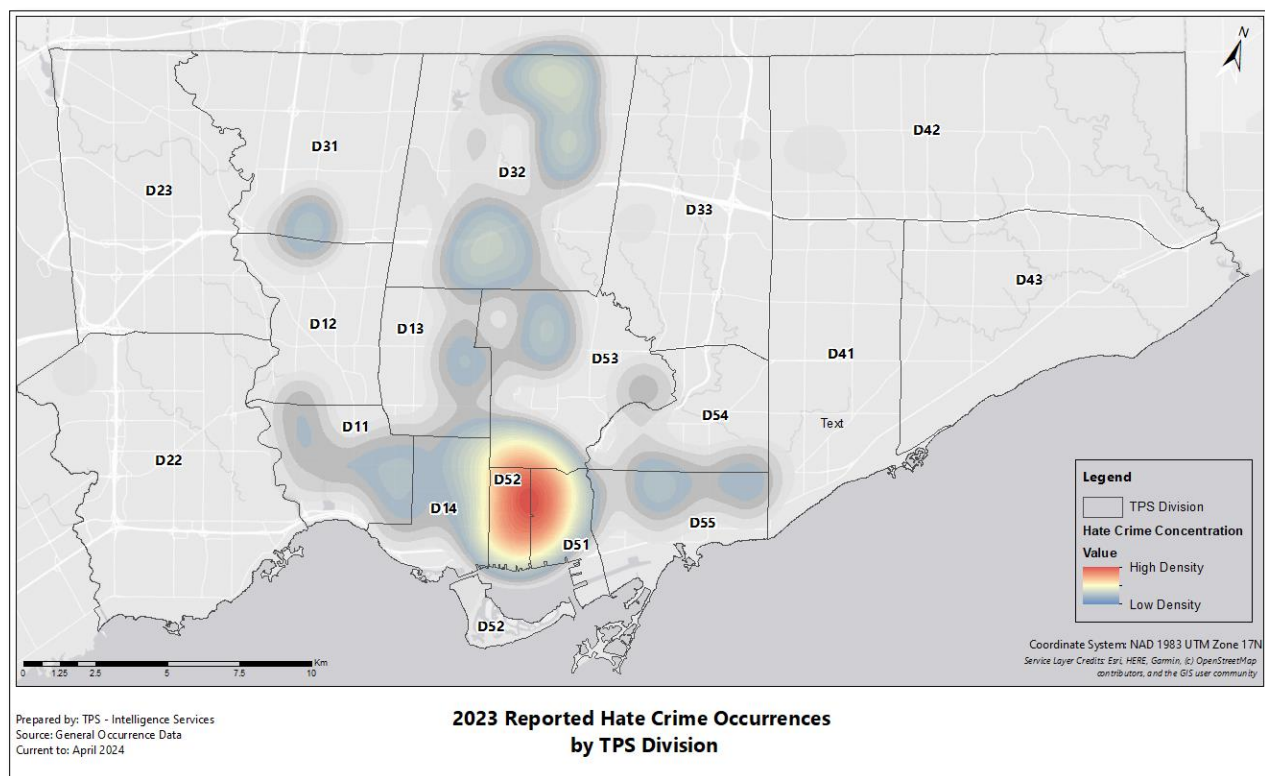 N
D42
D31
D32
D23
D33
D43
D12
D13
D41
D53
D54
Text
D11
D22
D52
D14
D55
D51
D52
Legend
TPS Division
Hate Crime Concentration
Value
High Density
Low Density
Coordinate System: NAD 1983 UTM Zone 17N
Service Layer Credits: Esri, HERE, Garmin, (c) OpenStreetMap
contributors, and the GIS user community
Km
0 1.25 2.5 5 7.5 10
Prepared by: TPS - Intelligence Services
Source: General Occurrence Data
Current to: April 2024
2023 Reported Hate Crime Occurrences
by TPS Division